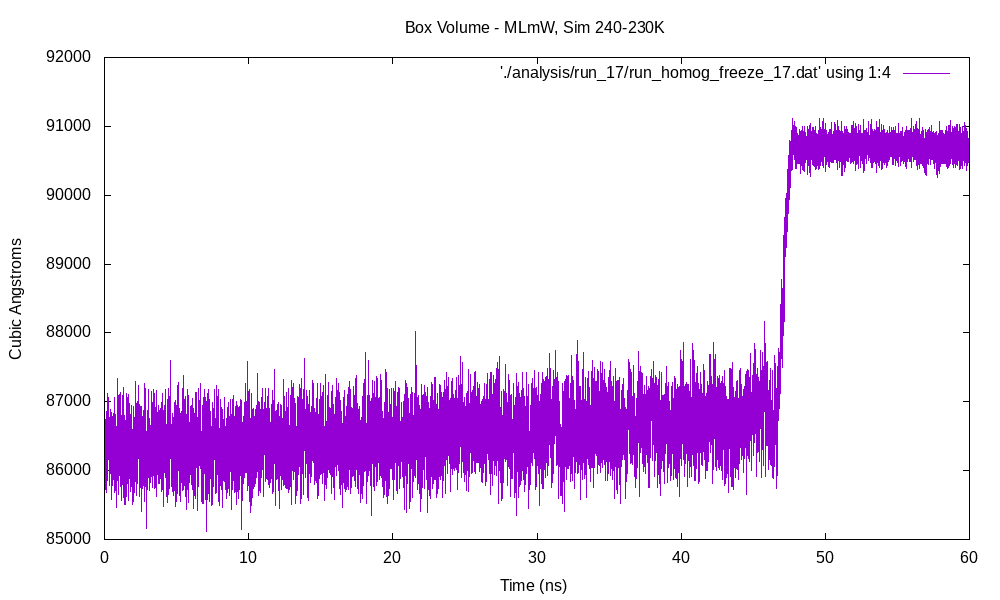 Box Volume - MLmW, Sim 240-230K
'./analysis/run_17/run_homog_freeze_17.dat' using 1:4
92000
91000
90000
89000
88000
87000
86000
85000
Cubic Angstroms
0 10 20 30 40 50 60
Time (ns)